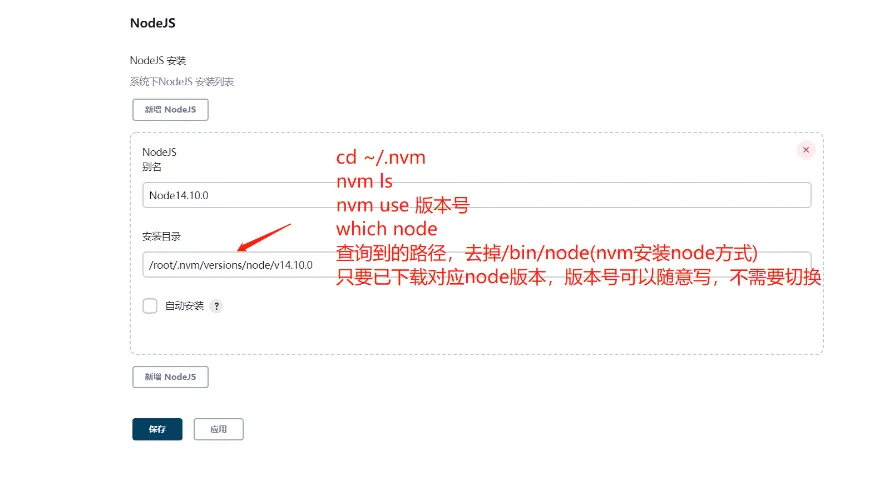 NodeJS
NodeJS 安装
系统下NodeJS 安装列表
新增 NodeJS
NodeJS
别名
Node14.10.0
安装目录
/root/.nvm/versions/node/v14.10.0
自动安装 ?
cd ~/.nvm
nvm ls
nvm use 版本号
which node
查询到的路径，去掉/bin/node(nvm安装node方式)
只要已下载对应node版本，版本号可以随意写，不需要切换
新增 NodeJS
保存
应用